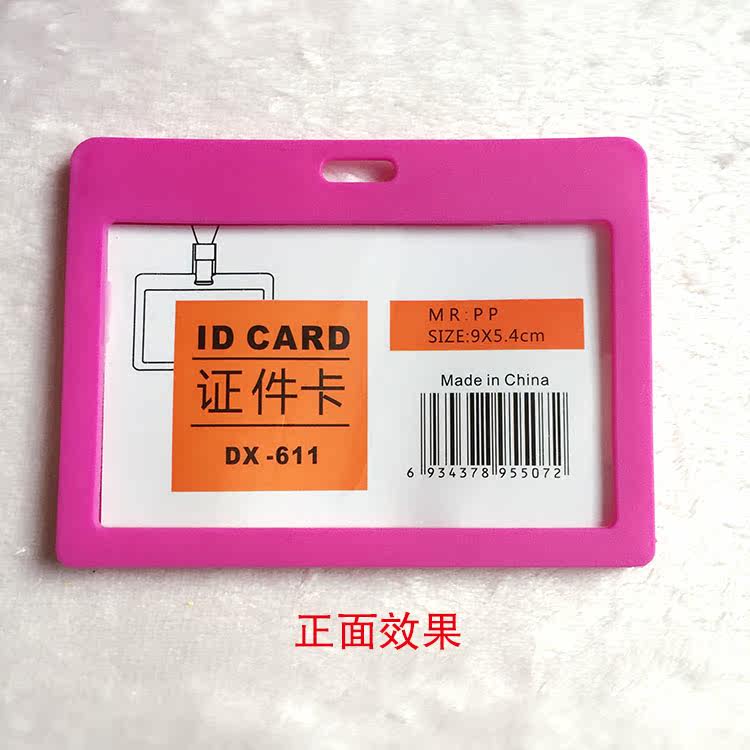 ID CARD
证件卡
DX-611
MR:PP
SIZE:9X5.4cm
Made in China
6 934378 955072
正面效果